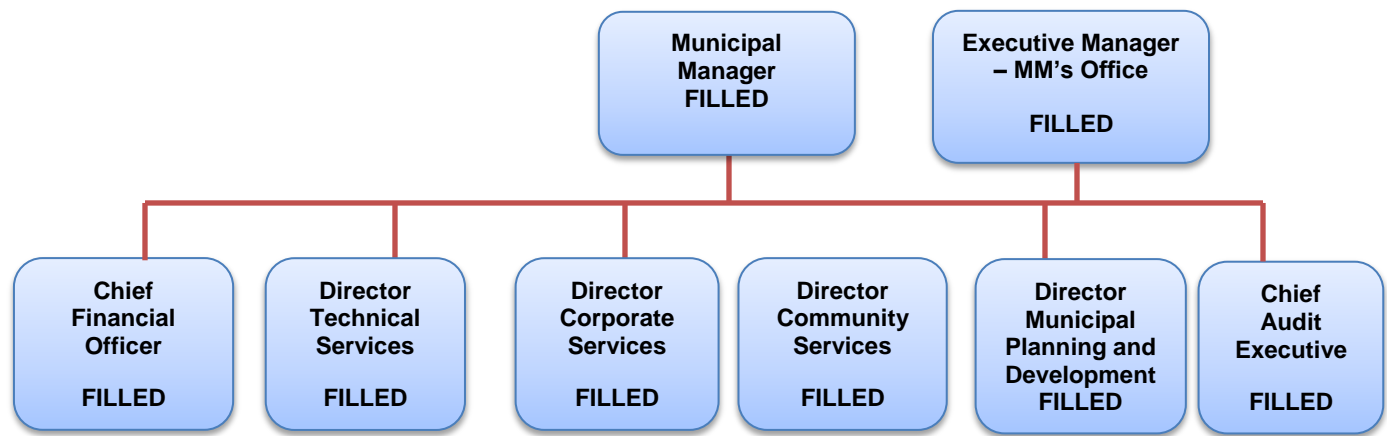 Municipal
Manager
FILLED
Executive Manager
– MM’s Office
FILLED
Chief
Financial
Officer
FILLED
Director
Technical
Services
FILLED
Director
Corporate
Services
FILLED
Director
Community
Services
FILLED
Director
Municipal
Planning and
Development
FILLED
Chief
Audit
Executive
FILLED